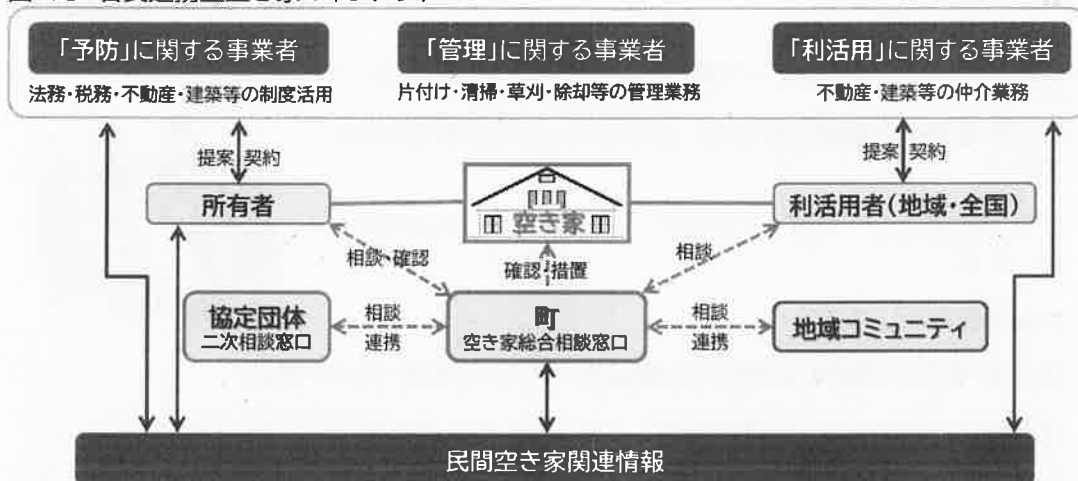 「予防」に関する事業者
法務・税務・不動産・建築等の制度活用
「管理」に関する事業者
片付け・清掃・草刈・除却等の管理業務
「利活用」に関する事業者
不動産・建築等の仲介業務
提案 契約
提案 契約
所有者
空き家
利活用者(地域・全国)
相談・確認
確認・措置
相談
協定団体
二次相談窓口
相談
連携
町
空き家総合相談窓口
相談
連携
地域コミュニティ
民間空き家関連情報